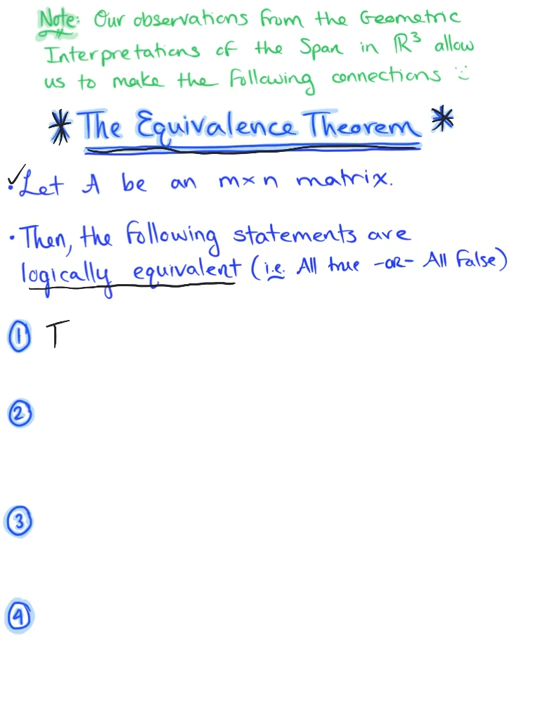 Note: Our observations from the Geometric
Interpretations of the Span in ℝ³ allow
us to make the following connections :)
* The Equivalence Theorem *
✓• Let A be an m×n matrix.
• Then, the following statements are
logically equivalent (i.e. All true -OR- All False)
① T
②
③
④